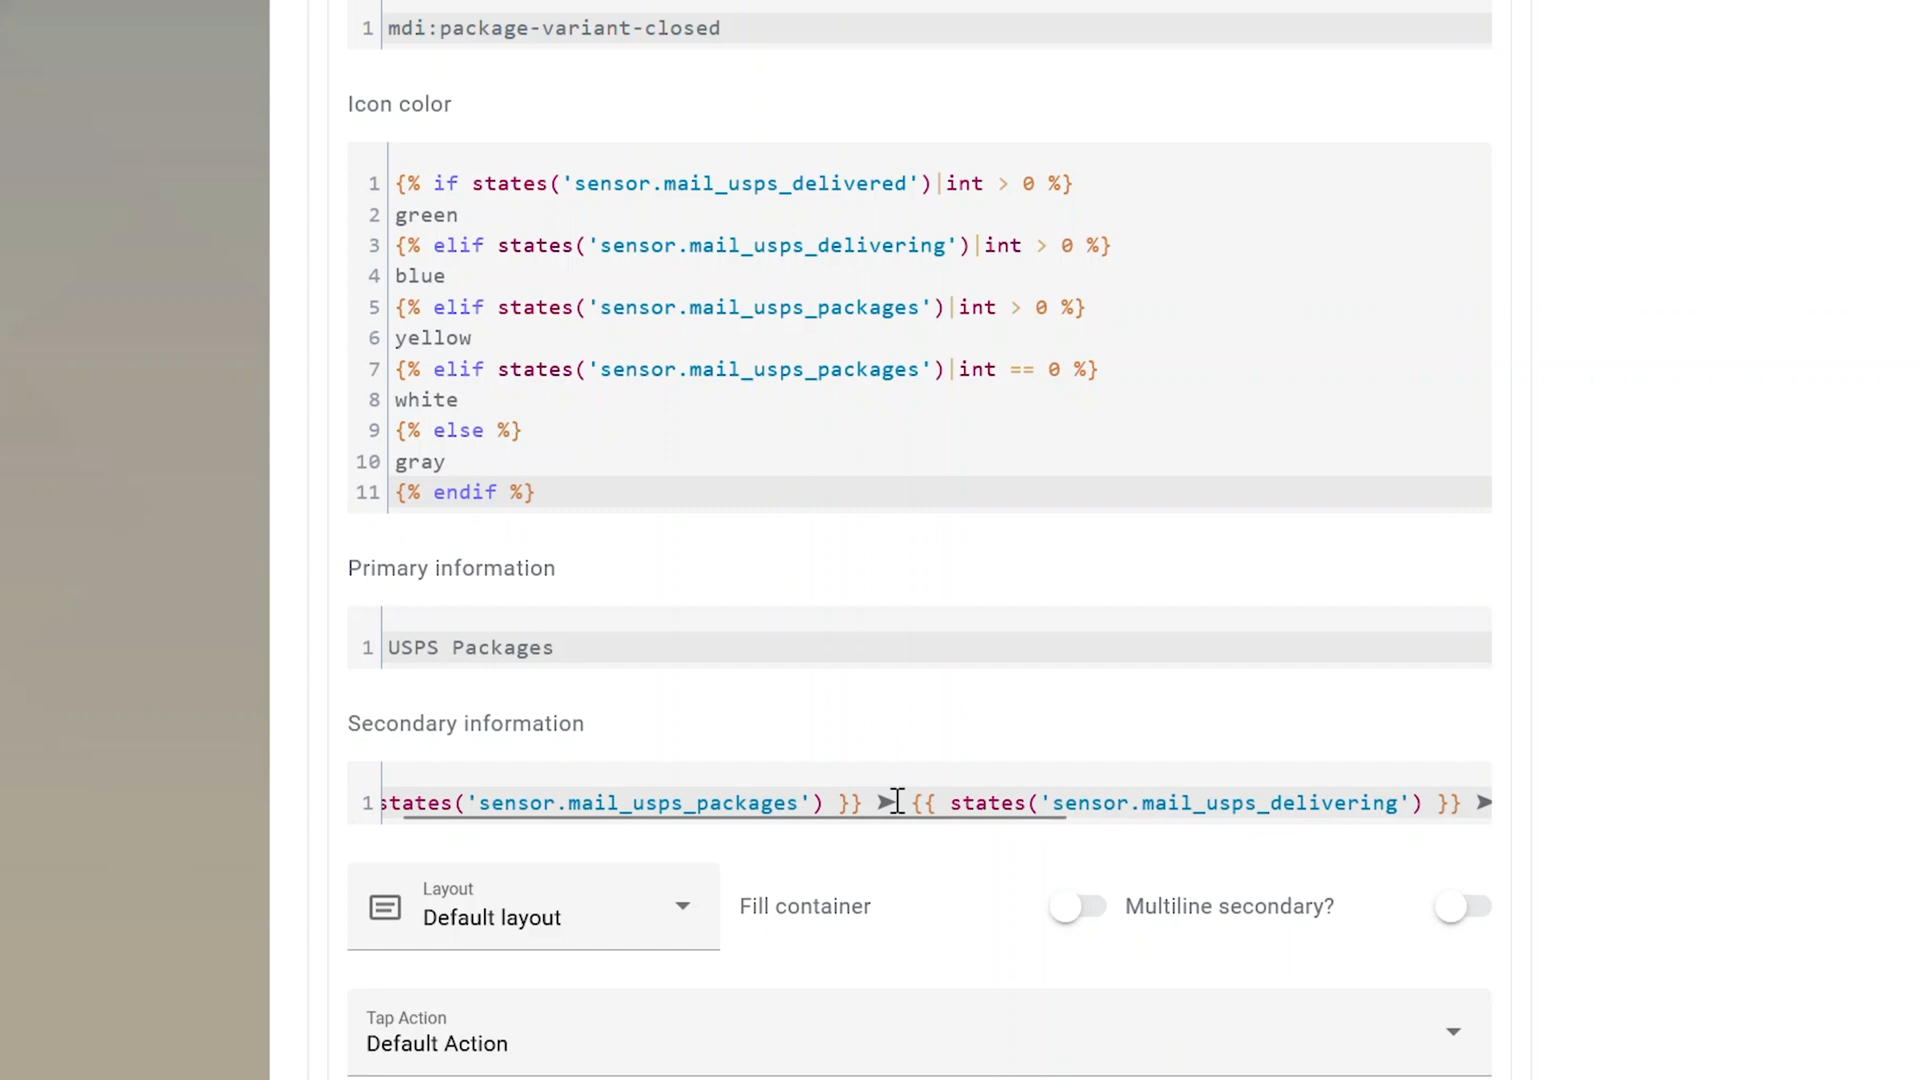 1 mdi:package-variant-closed
Icon color
1 {% if states('sensor.mail_usps_delivered')|int > 0 %}
2 green
3 {% elif states('sensor.mail_usps_delivering')|int > 0 %}
4 blue
5 {% elif states('sensor.mail_usps_packages')|int > 0 %}
6 yellow
7 {% elif states('sensor.mail_usps_packages')|int == 0 %}
8 white
9 {% else %}
10 gray
11 {% endif %}
Primary information
1 USPS Packages
Secondary information
1 states('sensor.mail_usps_packages') }} ➤ {{ states('sensor.mail_usps_delivering') }} ➤
Layout
Default layout
Fill container
Multiline secondary?
Tap Action
Default Action